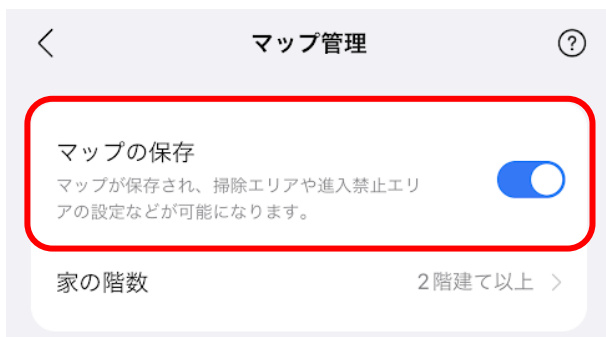 マップ管理
マップの保存
マップが保存され、掃除エリアや進入禁止エリ
アの設定などが可能になります。
家の階数 2階建て以上